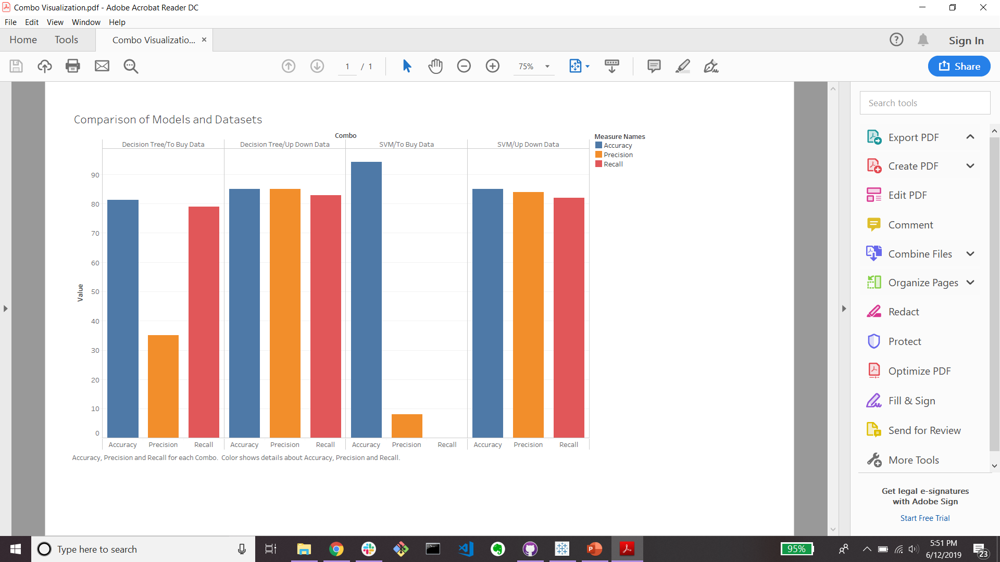 Combo Visualization.pdf - Adobe Acrobat Reader DC
File Edit View Window Help
Home Tools Combo Visualizatio... × Sign In
1 / 1 75% Share
Search tools
Comparison of Models and Datasets
Combo
Decision Tree/To Buy Data Decision Tree/Up Down Data SVM/To Buy Data SVM/Up Down Data
Measure Names
Accuracy
Precision
Recall
Value
90
80
70
60
50
40
30
20
10
0
Accuracy Precision Recall Accuracy Precision Recall Accuracy Precision Recall Accuracy Precision Recall
Accuracy, Precision and Recall for each Combo. Color shows details about Accuracy, Precision and Recall.
Export PDF
Create PDF
Edit PDF
Comment
Combine Files
Organize Pages
Redact
Protect
Optimize PDF
Fill & Sign
Send for Review
More Tools
Get legal e-signatures
with Adobe Sign
Start Free Trial
Type here to search
95%
5:51 PM
6/12/2019
23